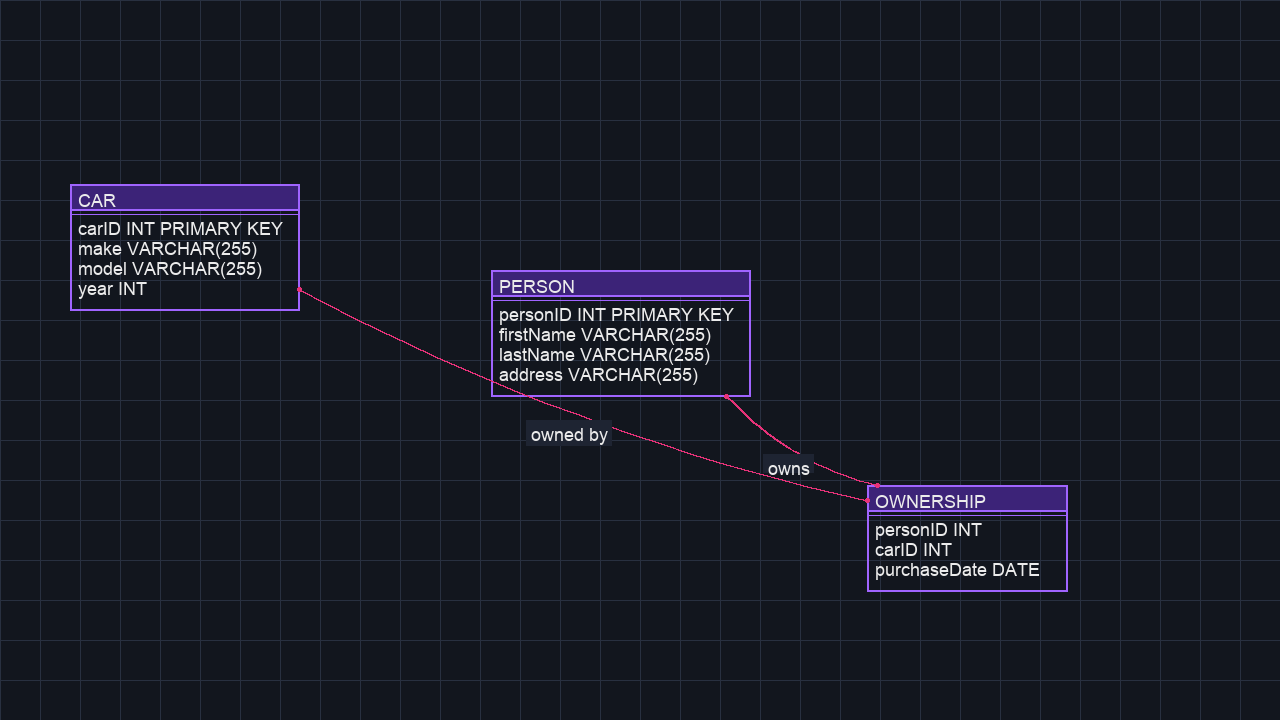 CAR
carID INT PRIMARY KEY
make VARCHAR(255)
model VARCHAR(255)
year INT
PERSON
personID INT PRIMARY KEY
firstName VARCHAR(255)
lastName VARCHAR(255)
address VARCHAR(255)
owned by
owns
OWNERSHIP
personID INT
carID INT
purchaseDate DATE